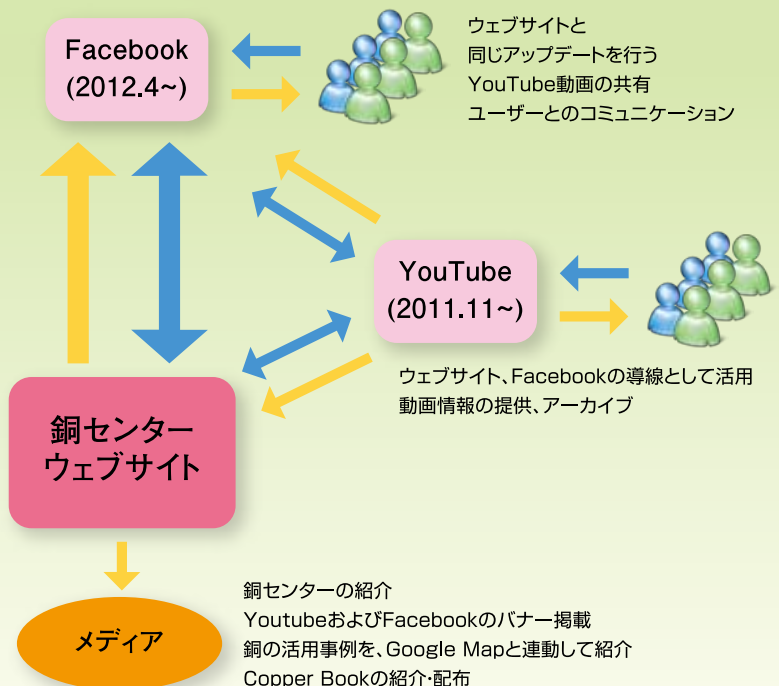 Facebook
(2012.4~)
ウェブサイトと
同じアップデートを行う
YouTube動画の共有
ユーザーとのコミュニケーション
YouTube
(2011.11~)
ウェブサイト、Facebookの導線として活用
動画情報の提供、アーカイブ
銅センター
ウェブサイト
メディア
銅センターの紹介
YoutubeおよびFacebookのバナー掲載
銅の活用事例を、Google Mapと連動して紹介
Copper Bookの紹介・配布